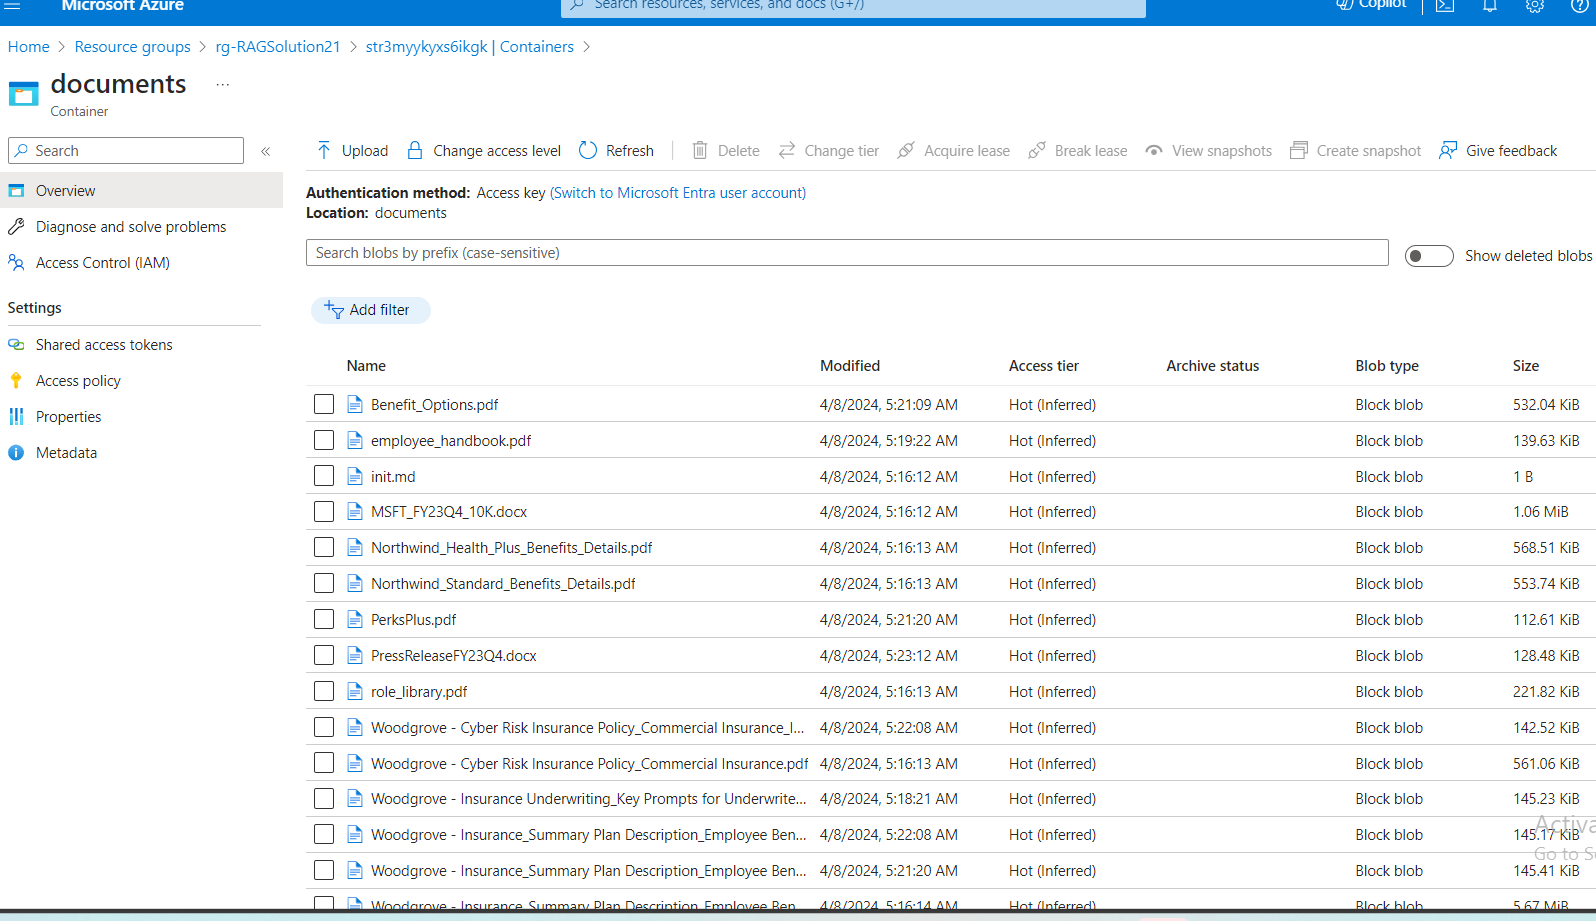 Microsoft Azure
Search resources, services, and docs (G+/)
Copilot
Home > Resource groups > rg-RAGSolution21 > str3myykyxs6ikgk | Containers >
documents ...
Container
Search «
Upload Change access level Refresh Delete Change tier Acquire lease Break lease View snapshots Create snapshot Give feedback
Overview
Diagnose and solve problems
Access Control (IAM)
Settings
Shared access tokens
Access policy
Properties
Metadata
Authentication method: Access key (Switch to Microsoft Entra user account)
Location: documents
Search blobs by prefix (case-sensitive)
Show deleted blobs
Add filter
Name Modified Access tier Archive status Blob type Size
Benefit_Options.pdf 4/8/2024, 5:21:09 AM Hot (Inferred) Block blob 532.04 KiB
employee_handbook.pdf 4/8/2024, 5:19:22 AM Hot (Inferred) Block blob 139.63 KiB
init.md 4/8/2024, 5:16:12 AM Hot (Inferred) Block blob 1 B
MSFT_FY23Q4_10K.docx 4/8/2024, 5:16:12 AM Hot (Inferred) Block blob 1.06 MiB
Northwind_Health_Plus_Benefits_Details.pdf 4/8/2024, 5:16:13 AM Hot (Inferred) Block blob 568.51 KiB
Northwind_Standard_Benefits_Details.pdf 4/8/2024, 5:16:13 AM Hot (Inferred) Block blob 553.74 KiB
PerksPlus.pdf 4/8/2024, 5:21:20 AM Hot (Inferred) Block blob 112.61 KiB
PressReleaseFY23Q4.docx 4/8/2024, 5:23:12 AM Hot (Inferred) Block blob 128.48 KiB
role_library.pdf 4/8/2024, 5:16:13 AM Hot (Inferred) Block blob 221.82 KiB
Woodgrove - Cyber Risk Insurance Policy_Commercial Insurance_I... 4/8/2024, 5:22:08 AM Hot (Inferred) Block blob 142.52 KiB
Woodgrove - Cyber Risk Insurance Policy_Commercial Insurance.pdf 4/8/2024, 5:16:13 AM Hot (Inferred) Block blob 561.06 KiB
Woodgrove - Insurance Underwriting_Key Prompts for Underwrite... 4/8/2024, 5:18:21 AM Hot (Inferred) Block blob 145.23 KiB
Woodgrove - Insurance_Summary Plan Description_Employee Ben... 4/8/2024, 5:22:08 AM Hot (Inferred) Block blob 145.17 KiB
Woodgrove - Insurance_Summary Plan Description_Employee Ben... 4/8/2024, 5:21:20 AM Hot (Inferred) Block blob 145.41 KiB
Woodgrove - Insurance_Summary Plan Description_Employee Ben 4/8/2024, 5:16:14 AM Hot (Inferred) Block blob 5.67 MiB
Activa
Go to S